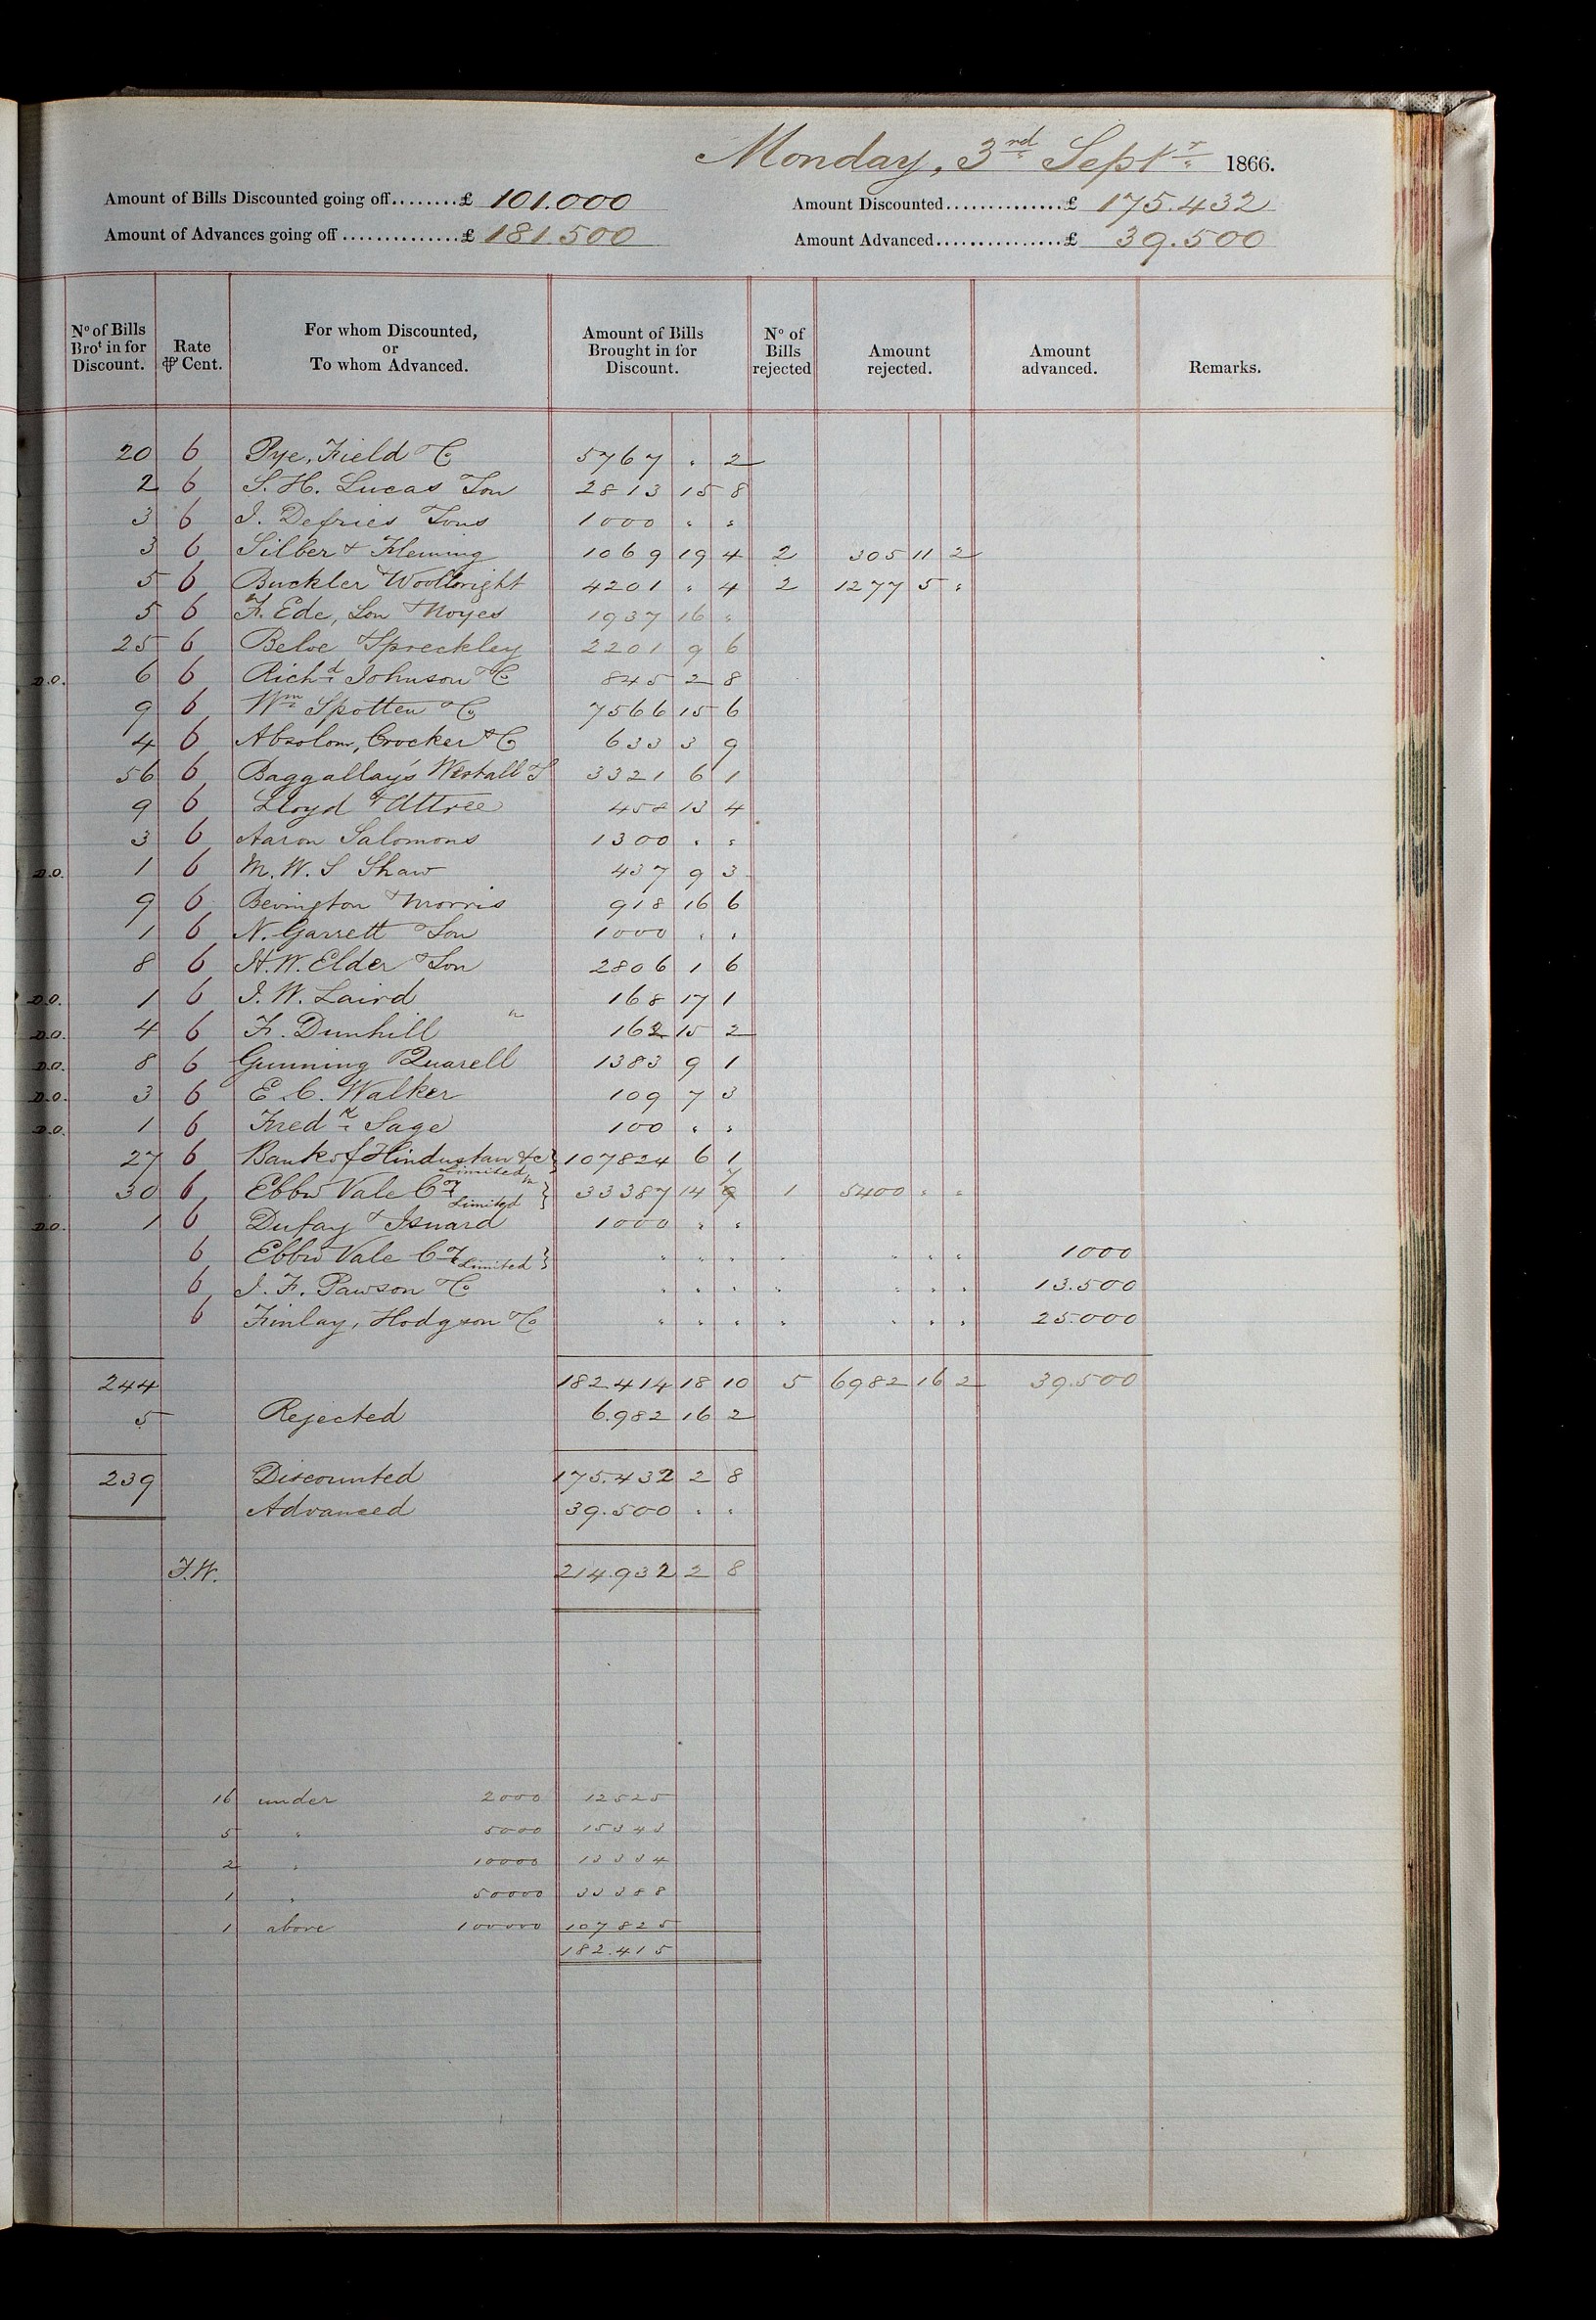 Monday, 3rd Septr 1866.
Amount of Bills Discounted going off........£ 101.000 Amount Discounted..............£ 175.432
Amount of Advances going off..............£ 181.500 Amount Advanced...............£ 39.500
No of Bills Brot in for Discount. Rate ⅌ Cent. For whom Discounted, or To whom Advanced. Amount of Bills Brought in for Discount. No of Bills rejected Amount rejected. Amount advanced. Remarks.
20 6 Pye, Field & Co 5767 " 2
2 6 S. H. Lucas & Son 2813 15 8
3 6 J. Defries & Sons 1000 " "
3 6 Silber & Fleming 1069 19 4 2 305 11 2
5 6 Buckler & Woollwright 4201 " 4 2 1277 5 "
5 6 F. Ede, Son & Noyes 1937 16 "
25 6 Beloe & Spreckley 2201 9 6
D.O. 6 6 Richd Johnson & Co 845 2 8
9 6 Wm Spotten & Co 7566 15 6
4 6 Absolom, Crocker & C 633 3 9
56 6 Baggallay's Westall & S 3321 6 1
9 6 Lloyd & Attree 458 13 4
3 6 Aaron Salomons 1300 " "
D.O. 1 6 M. W. S Shaw 437 9 3
9 6 Bevington & Morris 918 16 6
1 6 N. Garrett & Son 1000 " "
8 6 H. W. Elder & Son 2806 1 6
D.O. 1 6 J. W. Laird 168 17 1
D.O. 4 6 F. Dunhill 162 15 2
D.O. 8 6 Gunning & Quarell 1383 9 1
D.O. 3 6 E. C. Walker 109 7 3
D.O. 1 6 Fredk Sage 100 " "
27 6 Bank of Hindustan &c Limited } 107824 6 1
30 6 Ebbw Vale Cy Limited } 33387 14 7 1 5400 " "
D.O. 1 6 Dufay & Isnard 1000 " "
6 Ebbw Vale Cy Limited } " " " " " " " 1000
6 J. F. Pawson & Co " " " " " " " 13.500
6 Finlay, Hodgson & Co " " " " " " " 25.000
244 182414 18 10 5 6982 16 2 39.500
5 Rejected 6.982 16 2
239 Discounted 175.432 2 8
Advanced 39.500 " "
F.W. 214.932 2 8
16 under 2000 12525
5 " 5000 15343
2 " 10000 13334
1 " 50000 33388
1 above 100000 107825
182.415